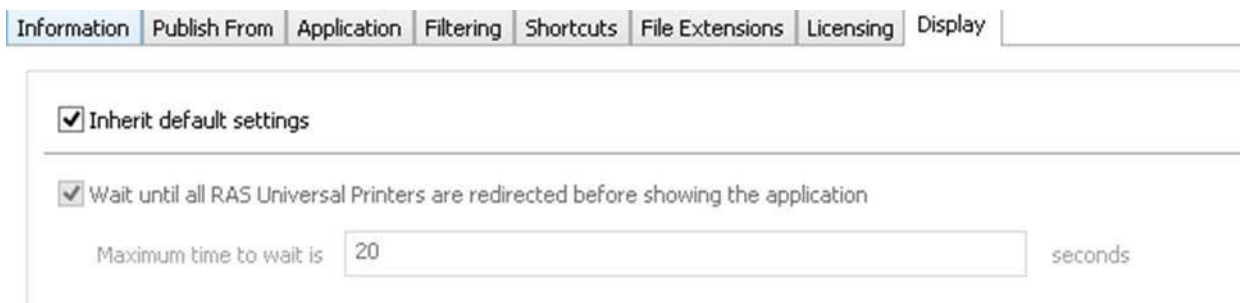 Information Publish From Application Filtering Shortcuts File Extensions Licensing Display
Inherit default settings
Wait until all RAS Universal Printers are redirected before showing the application
Maximum time to wait is 20 seconds